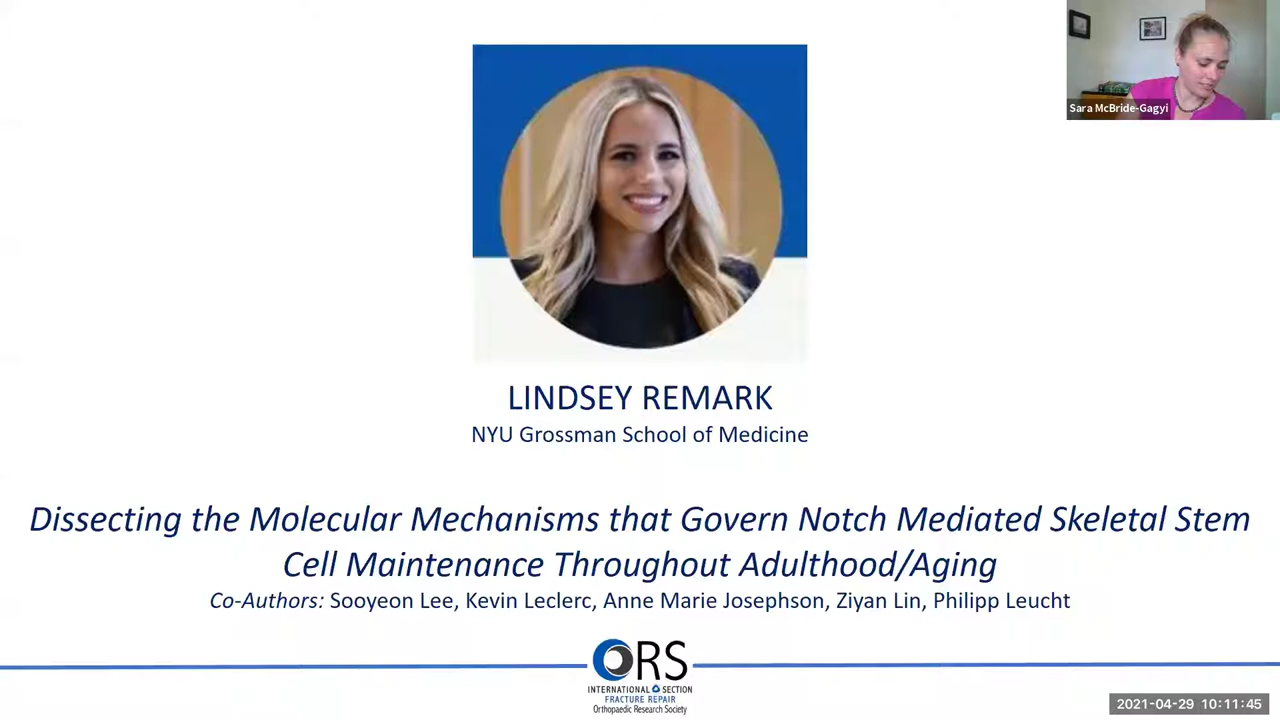 Sara McBride-Gagyi
LINDSEY REMARK
NYU Grossman School of Medicine
Dissecting the Molecular Mechanisms that Govern Notch Mediated Skeletal Stem
Cell Maintenance Throughout Adulthood/Aging
Co-Authors: Sooyeon Lee, Kevin Leclerc, Anne Marie Josephson, Ziyan Lin, Philipp Leucht
ORS
INTERNATIONAL SECTION
FRACTURE REPAIR
Orthopaedic Research Society
2021-04-29 10:11:45